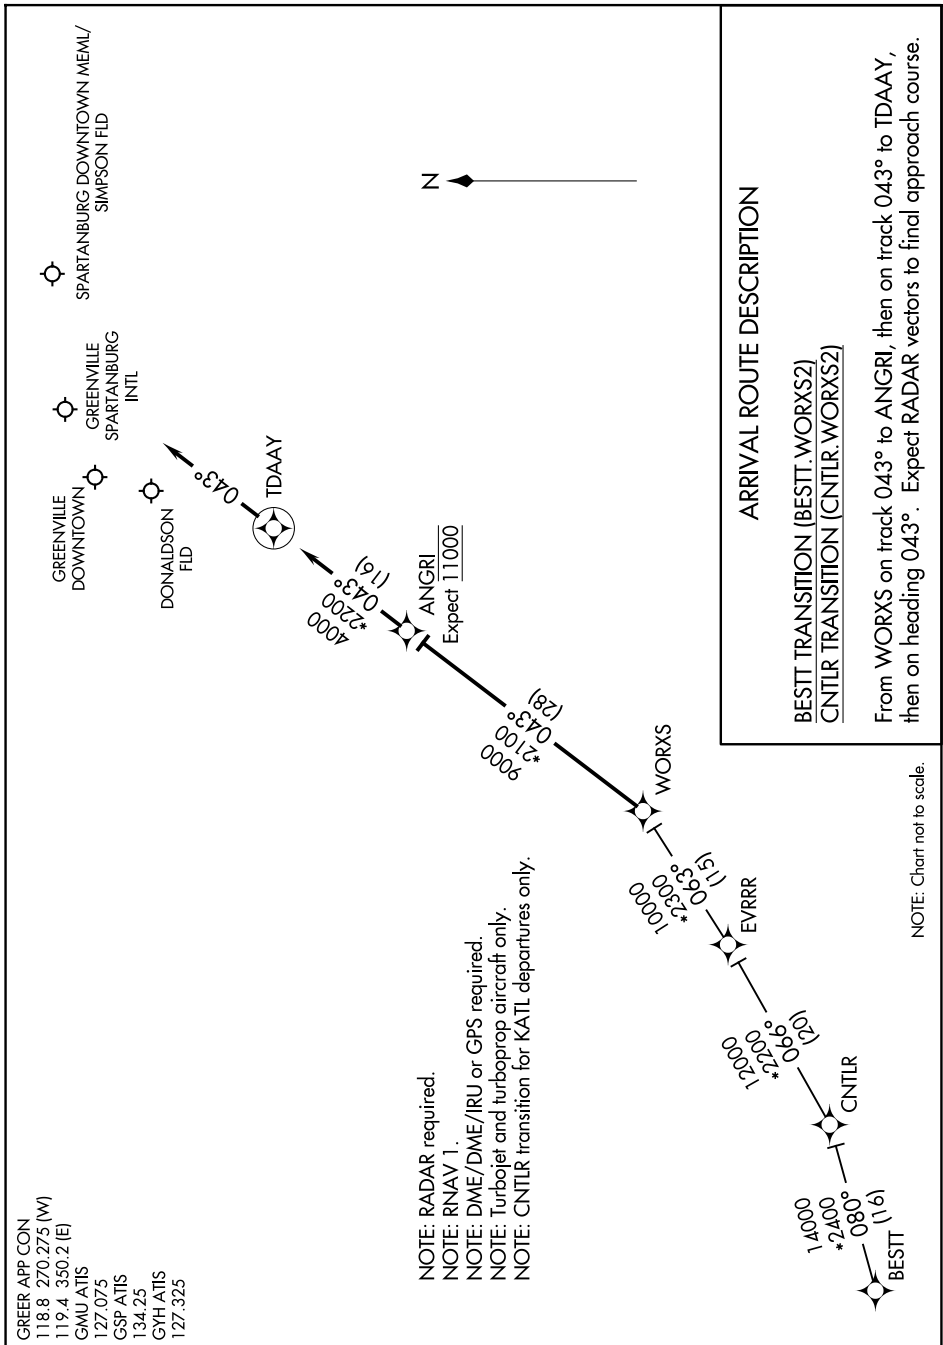 GREER APP CON
118.8 270.275 (W)
119.4 350.2 (E)
GMU ATIS
127.075
GSP ATIS
134.25
GYH ATIS
127.325
SPARTANBURG DOWNTOWN MEML/
SIMPSON FLD
GREENVILLE
SPARTANBURG
INTL
GREENVILLE
DOWNTOWN
DONALDSON
FLD
N
043°
TDAAY
4000
*2200
043°
(16)
ANGRI
Expect 11000
9000
*2100
043°
(28)
WORXS
10000
*2300
063°
(15)
EVRRR
12000
*2200
066°
(20)
CNTLR
14000
*2400
080°
(16)
BESTT
NOTE: RADAR required.
NOTE: RNAV 1.
NOTE: DME/DME/IRU or GPS required.
NOTE: Turbojet and turboprop aircraft only.
NOTE: CNTLR transition for KATL departures only.
NOTE: Chart not to scale.
ARRIVAL ROUTE DESCRIPTION
BESTT TRANSITION (BESTT.WORXS2)
CNTLR TRANSITION (CNTLR.WORXS2)
From WORXS on track 043° to ANGRI, then on track 043° to TDAAY,
then on heading 043°. Expect RADAR vectors to final approach course.